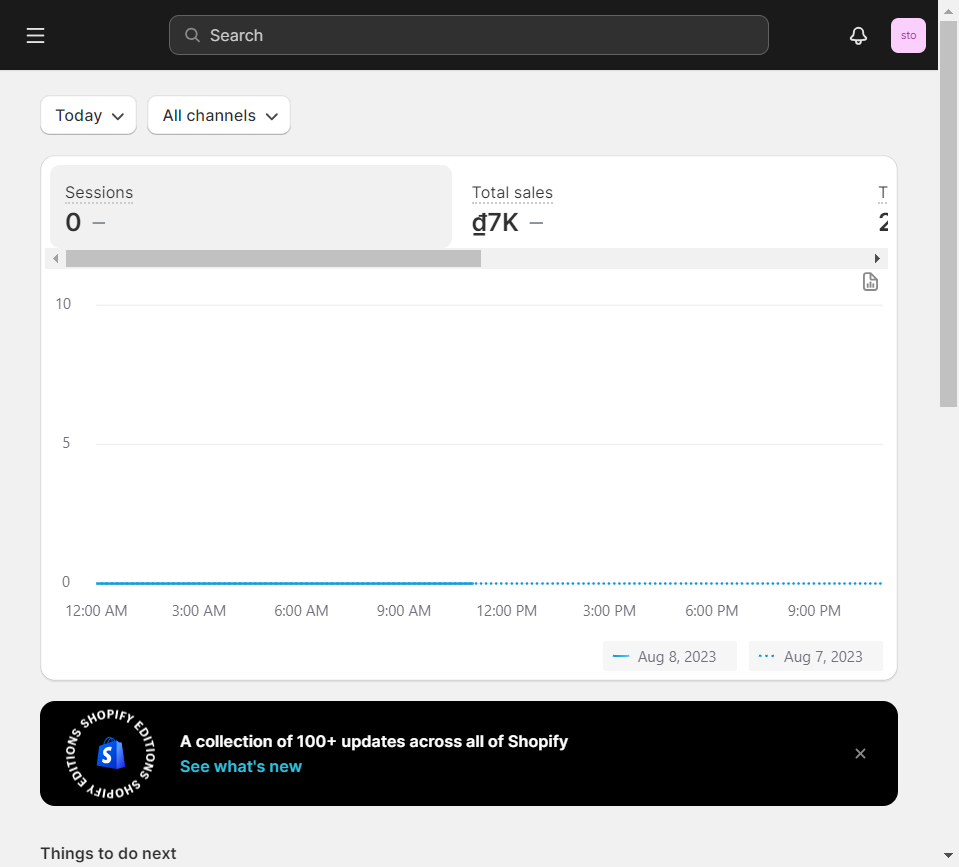 Search
sto
Today
All channels
Sessions
0 —
Total sales
₫7K —
T
2
10
5
0
12:00 AM 3:00 AM 6:00 AM 9:00 AM 12:00 PM 3:00 PM 6:00 PM 9:00 PM
Aug 8, 2023 Aug 7, 2023
SHOPIFY EDITIONS SHOPIFY EDITIONS
A collection of 100+ updates across all of Shopify
See what's new
Things to do next